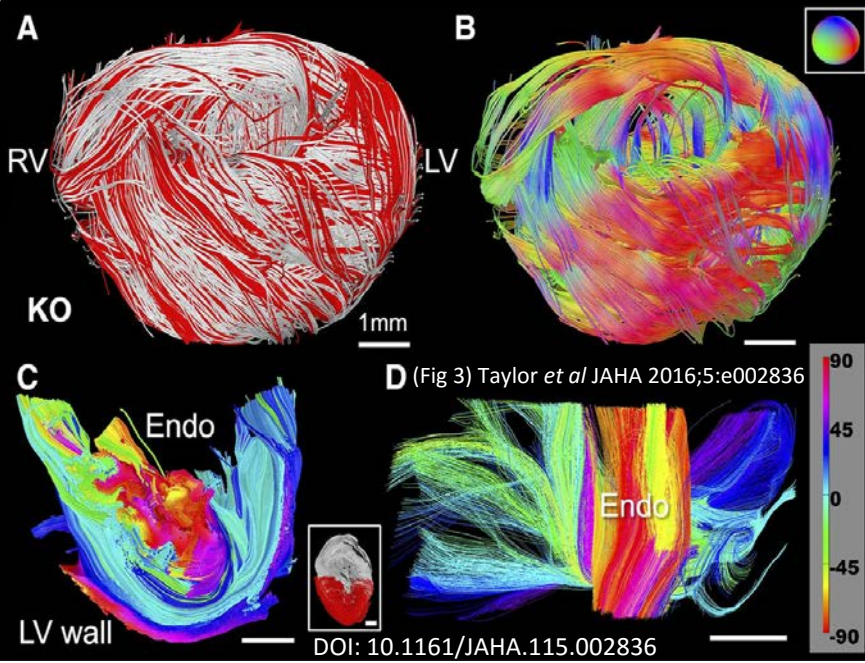 A
B
RV
LV
KO
1mm
C
D (Fig 3) Taylor et al JAHA 2016;5:e002836
90
Endo
45
0
Endo
-45
LV wall
-90
DOI: 10.1161/JAHA.115.002836